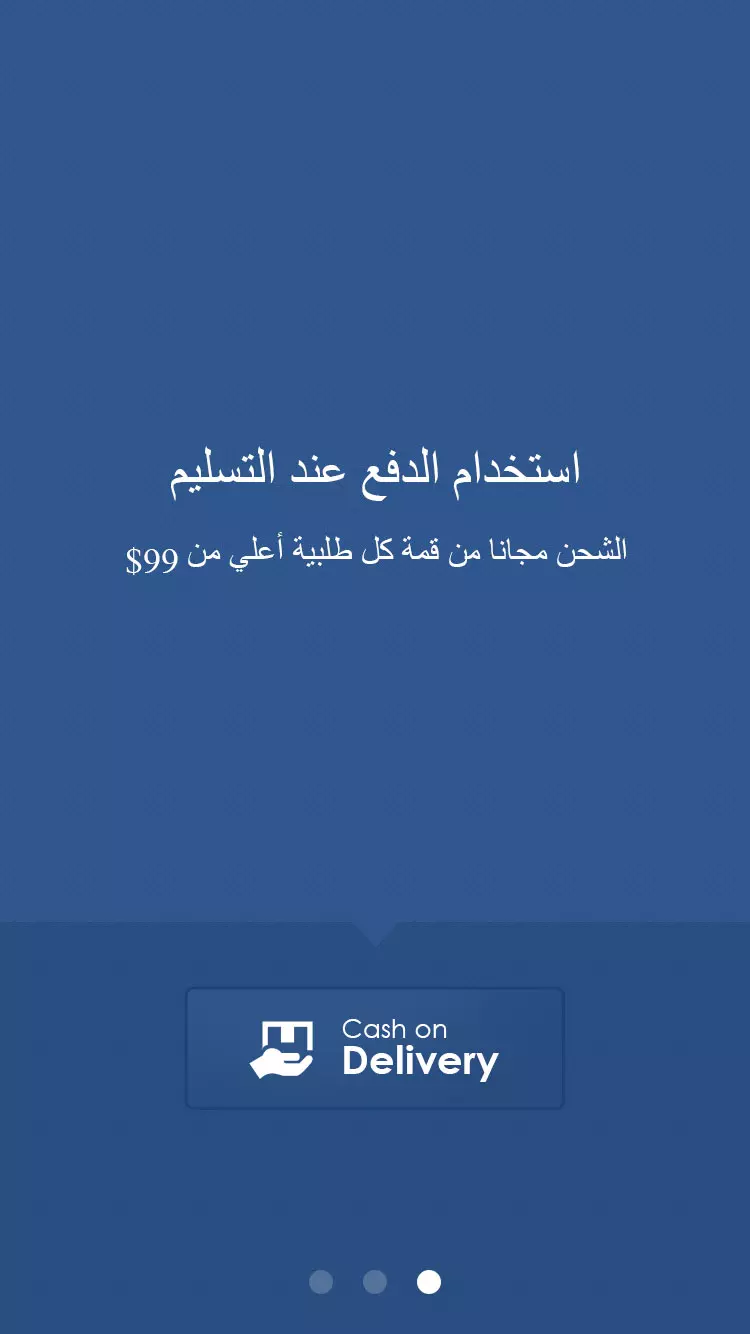 استخدام الدفع عند التسليم
الشحن مجانا من قمة كل طلبية أعلي من 99$
Cash on
Delivery